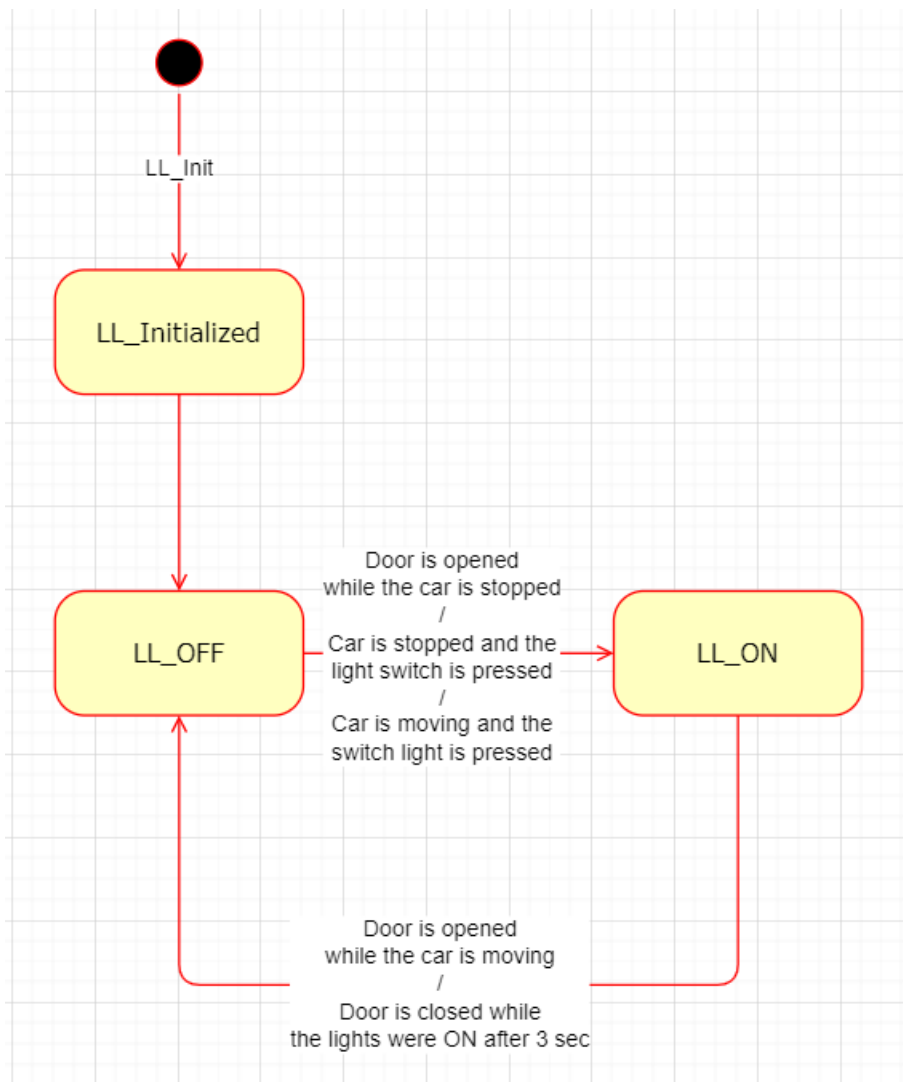 LL_Init
LL_Initialized
Door is opened
while the car is stopped
/
Car is stopped and the
light switch is pressed
/
Car is moving and the
switch light is pressed
LL_OFF
LL_ON
Door is opened
while the car is moving
/
Door is closed while
the lights were ON after 3 sec